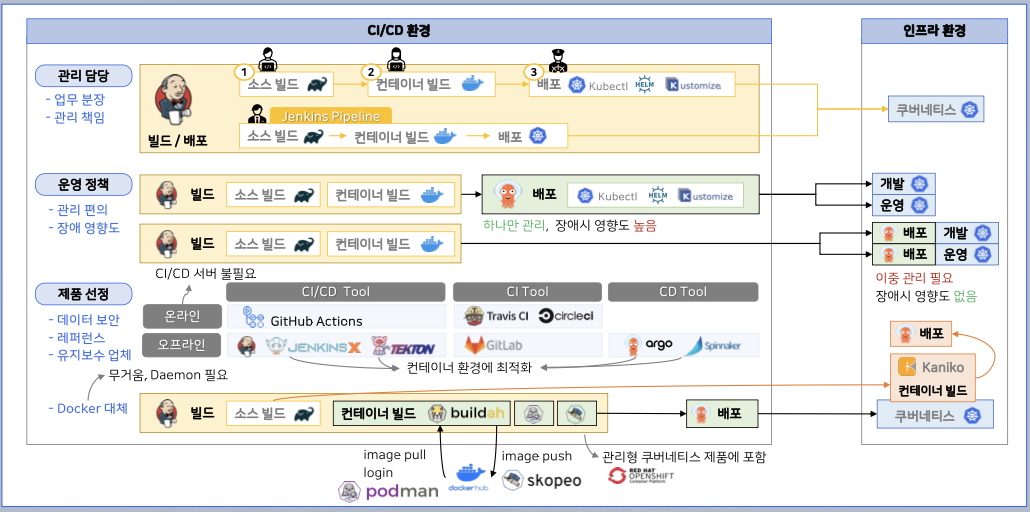 CI/CD 환경
인프라 환경
관리 담당
- 업무 분장
- 관리 책임
빌드 / 배포
1
소스 빌드
2
컨테이너 빌드
3
배포
Kubectl
HELM
Kustomize
쿠버네티스
Jenkins Pipeline
소스 빌드
컨테이너 빌드
배포
운영 정책
- 관리 편의
- 장애 영향도
빌드
소스 빌드
컨테이너 빌드
배포
Kubectl
HELM
Kustomize
개발
운영
하나만 관리, 장애시 영향도 높음
빌드
소스 빌드
컨테이너 빌드
배포
개발
배포
운영
이중 관리 필요
장애시 영향도 없음
CI/CD 서버 불필요
제품 선정
- 데이터 보안
- 레퍼런스
- 유지보수 업체
CI/CD Tool
CI Tool
CD Tool
온라인
GitHub Actions
Travis CI
circleci
오프라인
JENKINS X
TEKTON
GitLab
argo
Spinnaker
컨테이너 환경에 최적화
무거움, Daemon 필요
- Docker 대체
배포
Kaniko
컨테이너 빌드
쿠버네티스
빌드
소스 빌드
컨테이너 빌드
buildah
배포
image pull
login
podman
dockerhub
image push
skopeo
관리형 쿠버네티스 제품에 포함
RED HAT
OPENSHIFT
Container Platform